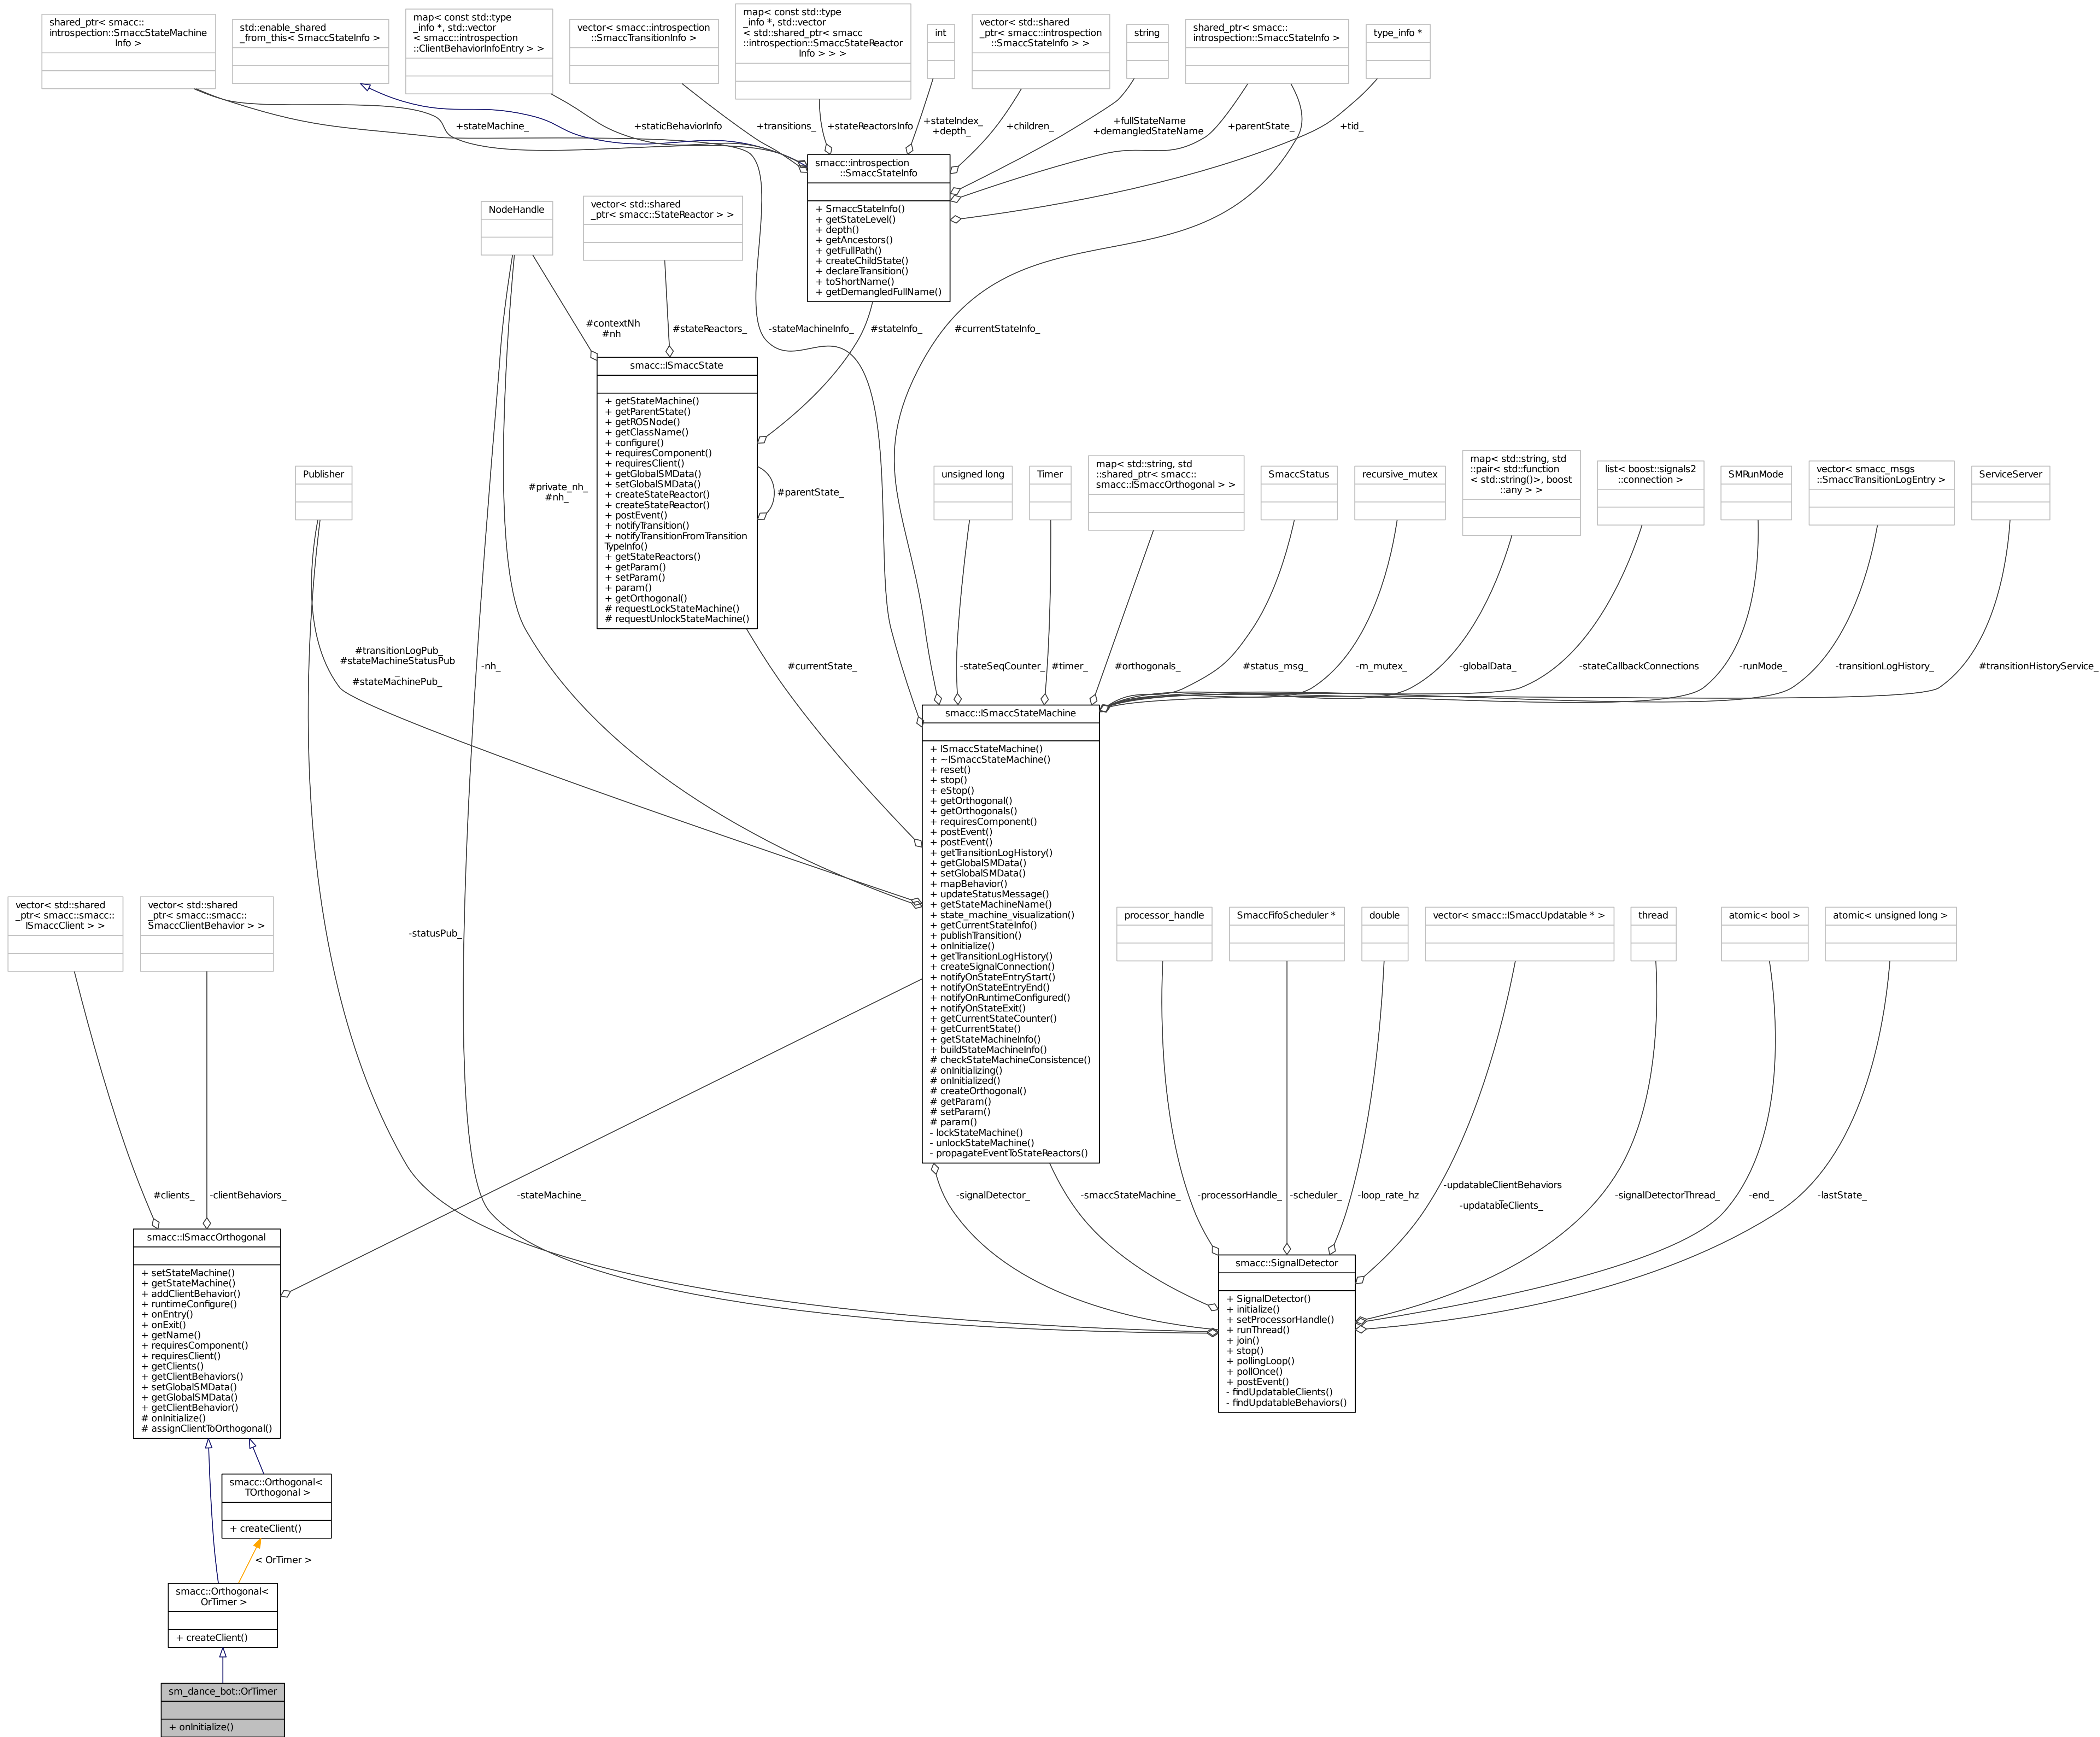 shared_ptr< smacc::
introspection::SmaccStateMachine
Info >
std::enable_shared
_from_this< SmaccStateInfo >
map< const std::type
_info *, std::vector
< smacc::introspection
::ClientBehaviorInfoEntry > >
vector< smacc::introspection
::SmaccTransitionInfo >
map< const std::type
_info *, std::vector
< std::shared_ptr< smacc
::introspection::SmaccStateReactor
Info > > >
int
vector< std::shared
_ptr< smacc::introspection
::SmaccStateInfo > >
string
shared_ptr< smacc::
introspection::SmaccStateInfo >
type_info *
+stateMachine_
+staticBehaviorInfo
+transitions_
+stateReactorsInfo
+stateIndex_
+depth_
+children_
+fullStateName
+demangledStateName
+parentState_
+tid_
smacc::introspection
::SmaccStateInfo
+ SmaccStateInfo()
+ getStateLevel()
+ depth()
+ getAncestors()
+ getFullPath()
+ createChildState()
+ declareTransition()
+ toShortName()
+ getDemangledFullName()
NodeHandle
vector< std::shared
_ptr< smacc::StateReactor > >
#contextNh
#nh
#stateReactors_
-stateMachineInfo_
#stateInfo_
#currentStateInfo_
smacc::ISmaccState
+ getStateMachine()
+ getParentState()
+ getROSNode()
+ getClassName()
+ configure()
+ requiresComponent()
+ requiresClient()
+ getGlobalSMData()
+ setGlobalSMData()
+ createStateReactor()
+ createStateReactor()
+ postEvent()
+ notifyTransition()
+ notifyTransitionFromTransition
TypeInfo()
+ getStateReactors()
+ getParam()
+ setParam()
+ param()
+ getOrthogonal()
# requestLockStateMachine()
# requestUnlockStateMachine()
#parentState_
Publisher
#private_nh_
#nh_
unsigned long
Timer
map< std::string, std
::shared_ptr< smacc::
smacc::ISmaccOrthogonal > >
SmaccStatus
recursive_mutex
map< std::string, std
::pair< std::function
< std::string()>, boost
::any > >
list< boost::signals2
::connection >
SMRunMode
vector< smacc_msgs
::SmaccTransitionLogEntry >
ServiceServer
#transitionLogPub_
#stateMachineStatusPub
_
#stateMachinePub_
-nh_
#currentState_
-stateSeqCounter_
#timer_
#orthogonals_
#status_msg_
-m_mutex_
-globalData_
-stateCallbackConnections
-runMode_
-transitionLogHistory_
#transitionHistoryService_
smacc::ISmaccStateMachine
+ ISmaccStateMachine()
+ ~ISmaccStateMachine()
+ reset()
+ stop()
+ eStop()
+ getOrthogonal()
+ getOrthogonals()
+ requiresComponent()
+ postEvent()
+ postEvent()
+ getTransitionLogHistory()
+ getGlobalSMData()
+ setGlobalSMData()
+ mapBehavior()
+ updateStatusMessage()
+ getStateMachineName()
+ state_machine_visualization()
+ getCurrentStateInfo()
+ publishTransition()
+ onInitialize()
+ getTransitionLogHistory()
+ createSignalConnection()
+ notifyOnStateEntryStart()
+ notifyOnStateEntryEnd()
+ notifyOnRuntimeConfigured()
+ notifyOnStateExit()
+ getCurrentStateCounter()
+ getCurrentState()
+ getStateMachineInfo()
+ buildStateMachineInfo()
# checkStateMachineConsistence()
# onInitializing()
# onInitialized()
# createOrthogonal()
# getParam()
# setParam()
# param()
- lockStateMachine()
- unlockStateMachine()
- propagateEventToStateReactors()
vector< std::shared
_ptr< smacc::smacc::
ISmaccClient > >
vector< std::shared
_ptr< smacc::smacc::
SmaccClientBehavior > >
-statusPub_
processor_handle
SmaccFifoScheduler *
double
vector< smacc::ISmaccUpdatable * >
thread
atomic< bool >
atomic< unsigned long >
#clients_
-clientBehaviors_
-stateMachine_
-signalDetector_
-smaccStateMachine_
-processorHandle_
-scheduler_
-loop_rate_hz
-updatableClientBehaviors
_
-updatableClients_
-signalDetectorThread_
-end_
-lastState_
smacc::ISmaccOrthogonal
+ setStateMachine()
+ getStateMachine()
+ addClientBehavior()
+ runtimeConfigure()
+ onEntry()
+ onExit()
+ getName()
+ requiresComponent()
+ requiresClient()
+ getClients()
+ getClientBehaviors()
+ setGlobalSMData()
+ getGlobalSMData()
+ getClientBehavior()
# onInitialize()
# assignClientToOrthogonal()
smacc::SignalDetector
+ SignalDetector()
+ initialize()
+ setProcessorHandle()
+ runThread()
+ join()
+ stop()
+ pollingLoop()
+ pollOnce()
+ postEvent()
- findUpdatableClients()
- findUpdatableBehaviors()
smacc::Orthogonal<
TOrthogonal >
+ createClient()
< OrTimer >
smacc::Orthogonal<
OrTimer >
+ createClient()
sm_dance_bot::OrTimer
+ onInitialize()